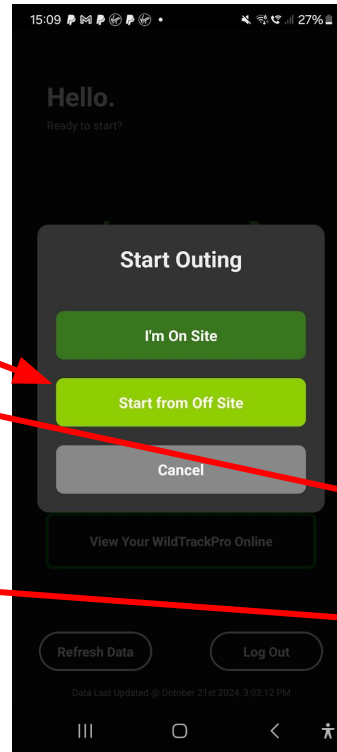 15:09
27%
Hello.
Ready to start?
Start Outing
I'm On Site
Start from Off Site
Cancel
View Your WildTrackPro Online
Refresh Data
Log Out
Data Last Updated @ October 21st 2024, 3:03:12 PM